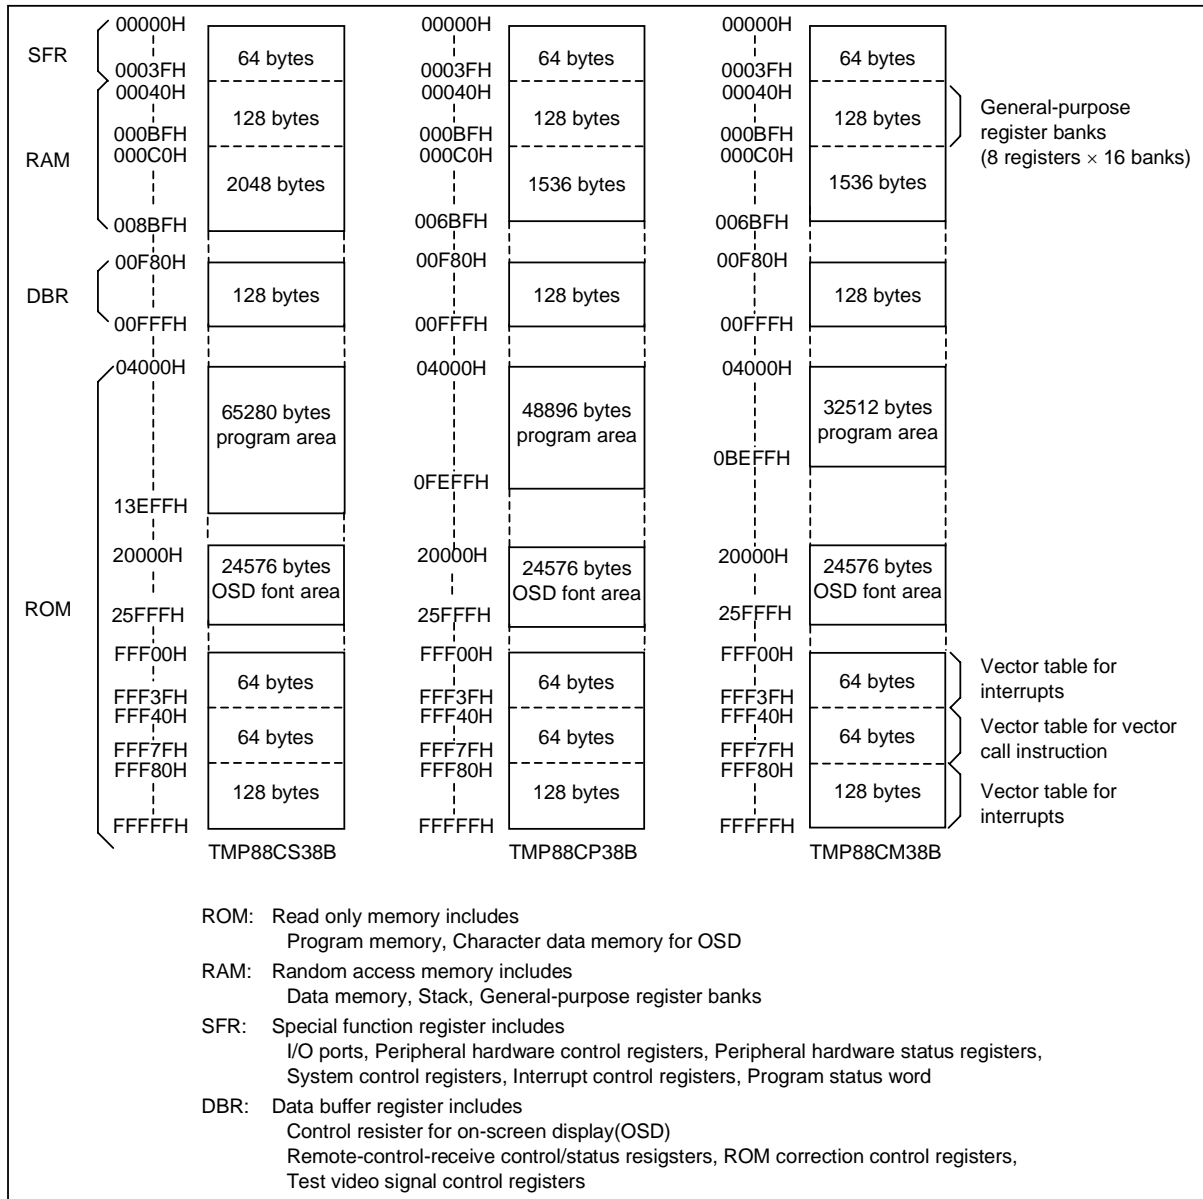 SFR
RAM
DBR
ROM
00000H
0003FH
00040H
000BFH
000C0H
008BFH
00F80H
00FFFH
04000H
13EFFH
20000H
25FFFH
FFF00H
FFF3FH
FFF40H
FFF7FH
FFF80H
FFFFFH
64 bytes
128 bytes
2048 bytes
128 bytes
65280 bytes
program area
24576 bytes
OSD font area
64 bytes
64 bytes
128 bytes
TMP88CS38B
00000H
0003FH
00040H
000BFH
000C0H
006BFH
00F80H
00FFFH
04000H
0FEFFH
20000H
25FFFH
FFF00H
FFF3FH
FFF40H
FFF7FH
FFF80H
FFFFFH
64 bytes
128 bytes
1536 bytes
128 bytes
48896 bytes
program area
24576 bytes
OSD font area
64 bytes
64 bytes
128 bytes
TMP88CP38B
00000H
0003FH
00040H
000BFH
000C0H
006BFH
00F80H
00FFFH
04000H
0BEFFH
20000H
25FFFH
FFF00H
FFF3FH
FFF40H
FFF7FH
FFF80H
FFFFFH
64 bytes
128 bytes
1536 bytes
128 bytes
32512 bytes
program area
24576 bytes
OSD font area
64 bytes
64 bytes
128 bytes
TMP88CM38B
General-purpose
register banks
(8 registers × 16 banks)
Vector table for
interrupts
Vector table for vector
call instruction
Vector table for
interrupts
ROM: Read only memory includes
Program memory, Character data memory for OSD
RAM: Random access memory includes
Data memory, Stack, General-purpose register banks
SFR: Special function register includes
I/O ports, Peripheral hardware control registers, Peripheral hardware status registers,
System control registers, Interrupt control registers, Program status word
DBR: Data buffer register includes
Control resister for on-screen display(OSD)
Remote-control-receive control/status resigsters, ROM correction control registers,
Test video signal control registers